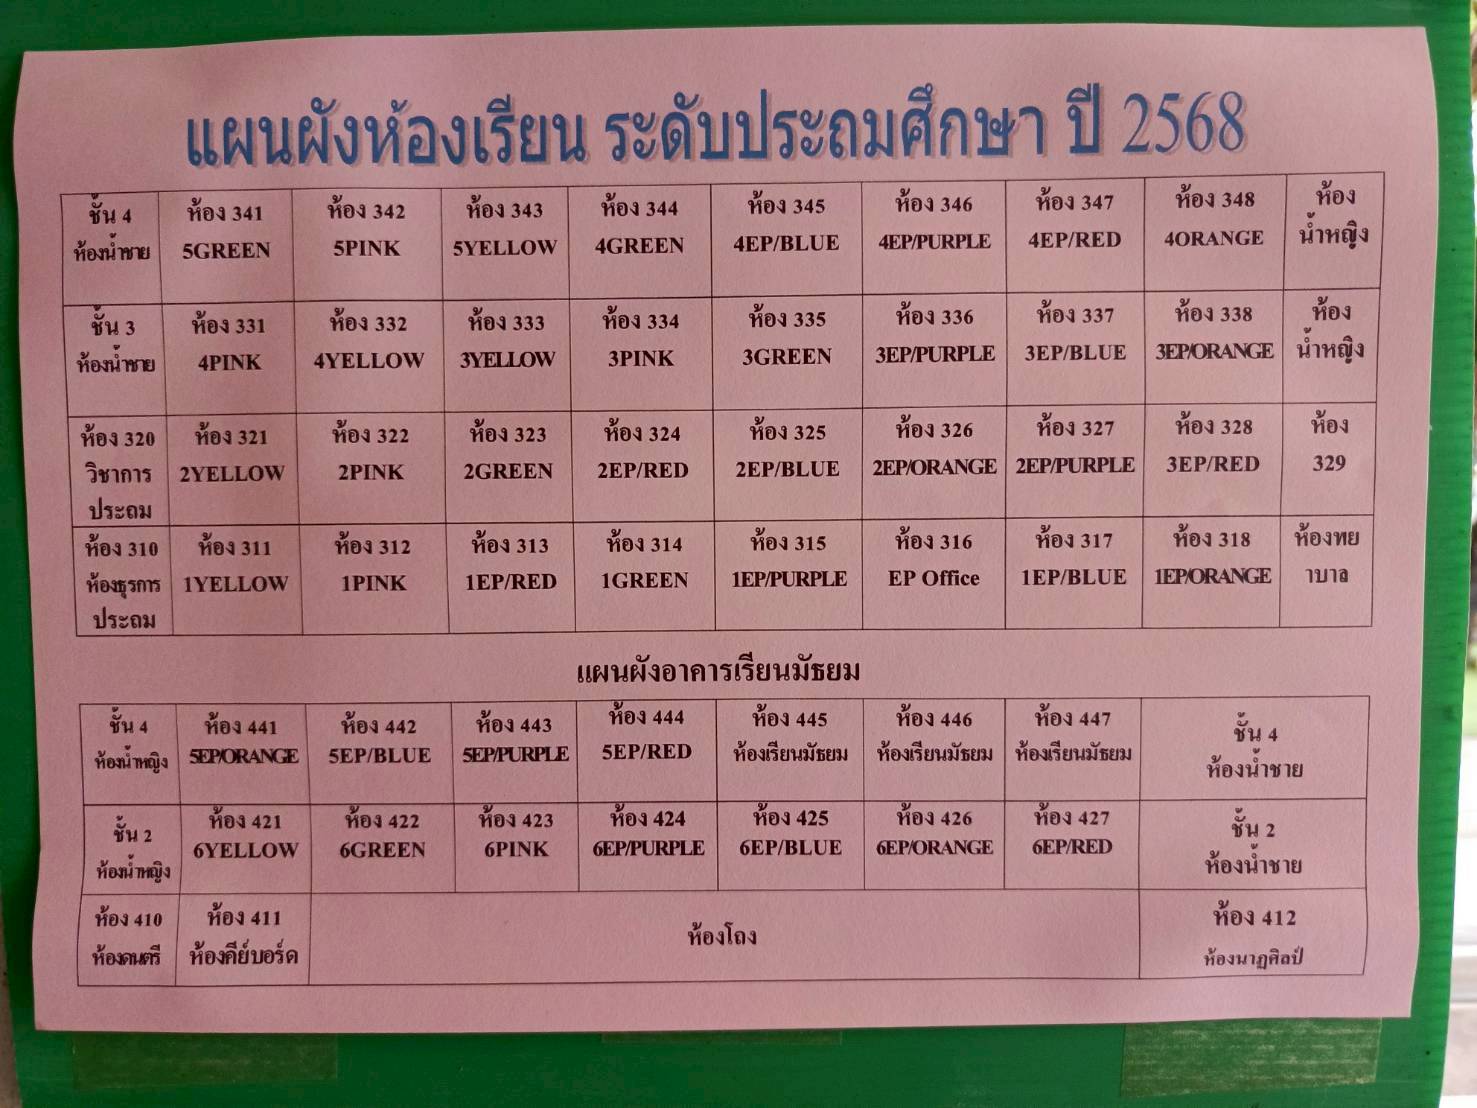 แผนผังห้องเรียน ระดับประถมศึกษา ปี 2568
ชั้น 4 ห้อง 341 ห้อง 342 ห้อง 343 ห้อง 344 ห้อง 345 ห้อง 346 ห้อง 347 ห้อง 348 ห้อง
ห้องน้ำชาย 5GREEN 5PINK 5YELLOW 4GREEN 4EP/BLUE 4EP/PURPLE 4EP/RED 4ORANGE น้ำหญิง
ชั้น 3 ห้อง 331 ห้อง 332 ห้อง 333 ห้อง 334 ห้อง 335 ห้อง 336 ห้อง 337 ห้อง 338 ห้อง
ห้องน้ำชาย 4PINK 4YELLOW 3YELLOW 3PINK 3GREEN 3EP/PURPLE 3EP/BLUE 3EP/ORANGE น้ำหญิง
ห้อง 320 ห้อง 321 ห้อง 322 ห้อง 323 ห้อง 324 ห้อง 325 ห้อง 326 ห้อง 327 ห้อง 328 ห้อง
วิชาการ 2YELLOW 2PINK 2GREEN 2EP/RED 2EP/BLUE 2EP/ORANGE 2EP/PURPLE 3EP/RED 329
ประถม
ห้อง 310 ห้อง 311 ห้อง 312 ห้อง 313 ห้อง 314 ห้อง 315 ห้อง 316 ห้อง 317 ห้อง 318 ห้องพย
ห้องธุรการ 1YELLOW 1PINK 1EP/RED 1GREEN 1EP/PURPLE EP Office 1EP/BLUE 1EP/ORANGE าบาล
ประถม
แผนผังอาคารเรียนมัธยม
ชั้น 4 ห้อง 441 ห้อง 442 ห้อง 443 ห้อง 444 ห้อง 445 ห้อง 446 ห้อง 447 ชั้น 4
ห้องน้ำหญิง 5EP/ORANGE 5EP/BLUE 5EP/PURPLE 5EP/RED ห้องเรียนมัธยม ห้องเรียนมัธยม ห้องเรียนมัธยม ห้องน้ำชาย
ชั้น 2 ห้อง 421 ห้อง 422 ห้อง 423 ห้อง 424 ห้อง 425 ห้อง 426 ห้อง 427 ชั้น 2
ห้องน้ำหญิง 6YELLOW 6GREEN 6PINK 6EP/PURPLE 6EP/BLUE 6EP/ORANGE 6EP/RED ห้องน้ำชาย
ห้อง 410 ห้อง 411 ห้องโถง ห้อง 412
ห้องดนตรี ห้องคีย์บอร์ด ห้องนาฏศิลป์